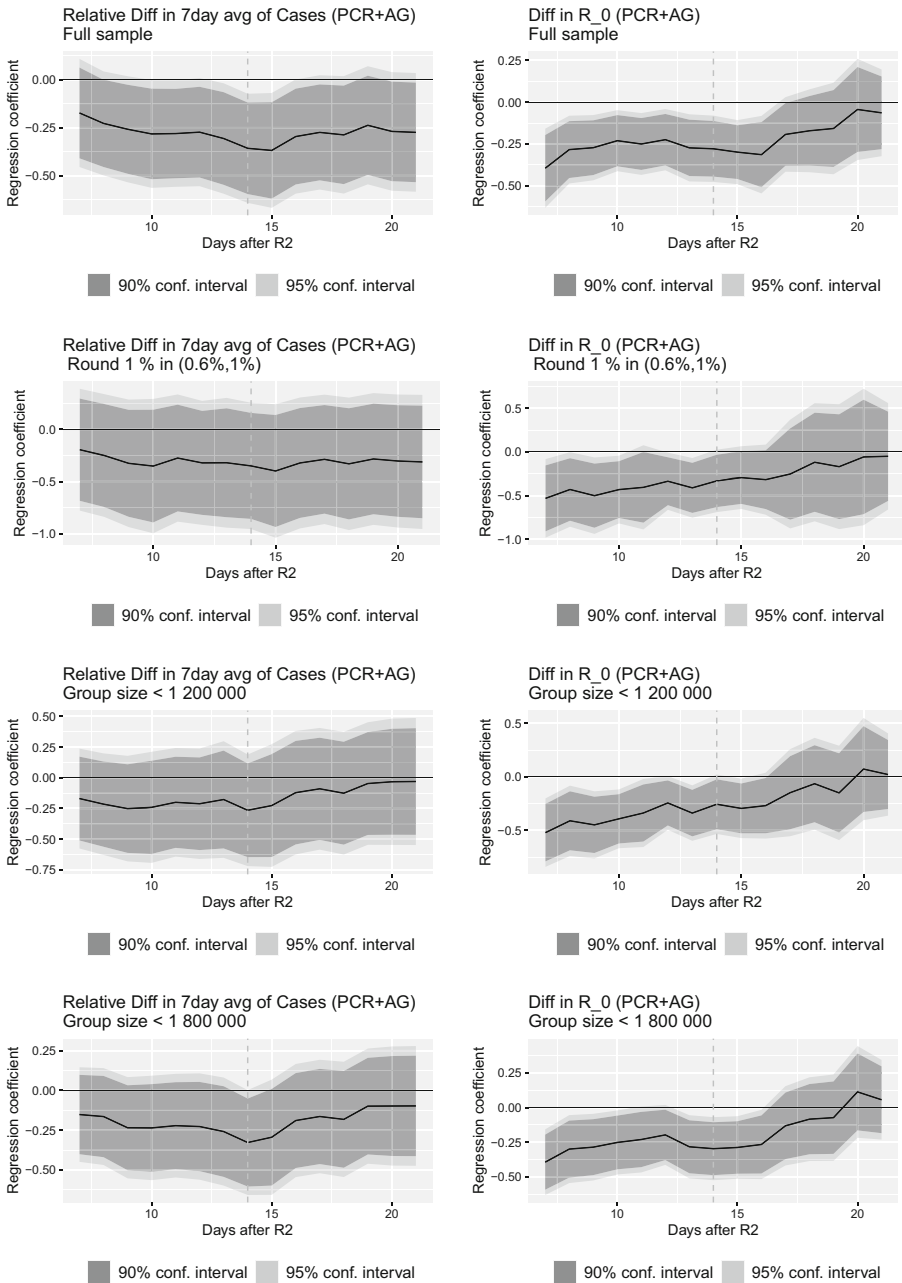 Relative Diff in 7day avg of Cases (PCR+AG)
Full sample
Regression coefficient
0.00
−0.25
−0.50
10
15
20
Days after R2
90% conf. interval
95% conf. interval
Diff in R_0 (PCR+AG)
Full sample
Regression coefficient
0.25
0.00
−0.25
−0.50
10
15
20
Days after R2
90% conf. interval
95% conf. interval
Relative Diff in 7day avg of Cases (PCR+AG)
Round 1 % in (0.6%,1%)
Regression coefficient
0.0
−0.5
−1.0
10
15
20
Days after R2
90% conf. interval
95% conf. interval
Diff in R_0 (PCR+AG)
Round 1 % in (0.6%,1%)
Regression coefficient
0.5
0.0
−0.5
−1.0
10
15
20
Days after R2
90% conf. interval
95% conf. interval
Relative Diff in 7day avg of Cases (PCR+AG)
Group size < 1 200 000
Regression coefficient
0.50
0.25
0.00
−0.25
−0.50
−0.75
10
15
20
Days after R2
90% conf. interval
95% conf. interval
Diff in R_0 (PCR+AG)
Group size < 1 200 000
Regression coefficient
0.5
0.0
−0.5
10
15
20
Days after R2
90% conf. interval
95% conf. interval
Relative Diff in 7day avg of Cases (PCR+AG)
Group size < 1 800 000
Regression coefficient
0.25
0.00
−0.25
−0.50
10
15
20
Days after R2
90% conf. interval
95% conf. interval
Diff in R_0 (PCR+AG)
Group size < 1 800 000
Regression coefficient
0.25
0.00
−0.25
−0.50
10
15
20
Days after R2
90% conf. interval
95% conf. interval